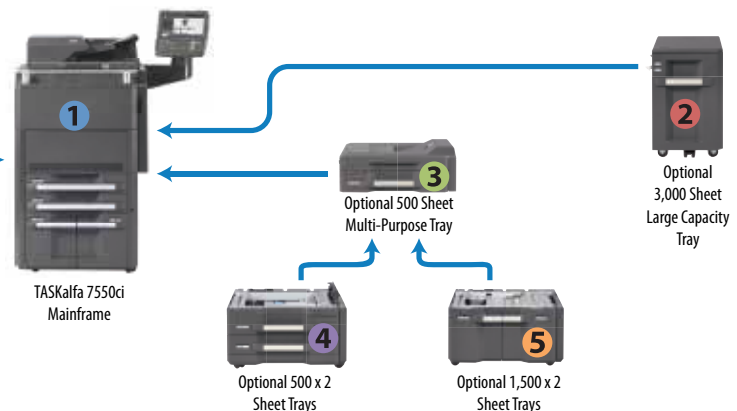 1
2
3
Optional
3,000 Sheet
Large Capacity
Tray
Optional 500 Sheet
Multi-Purpose Tray
TASKalfa 7550ci
Mainframe
4
5
Optional 500 x 2
Sheet Trays
Optional 1,500 x 2
Sheet Trays